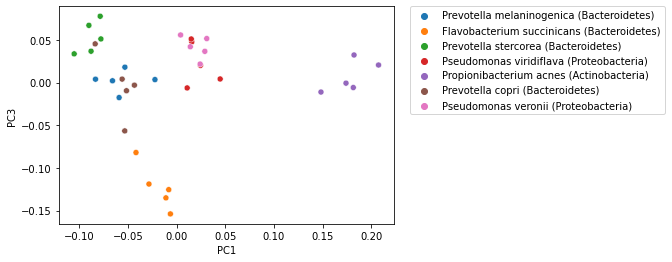 Prevotella melaninogenica (Bacteroidetes)
Flavobacterium succinicans (Bacteroidetes)
Prevotella stercorea (Bacteroidetes)
Pseudomonas viridiflava (Proteobacteria)
Propionibacterium acnes (Actinobacteria)
Prevotella copri (Bacteroidetes)
Pseudomonas veronii (Proteobacteria)
PC3
0.05
0.00
−0.05
−0.10
−0.15
−0.10
−0.05
0.00
0.05
0.10
0.15
0.20
PC1